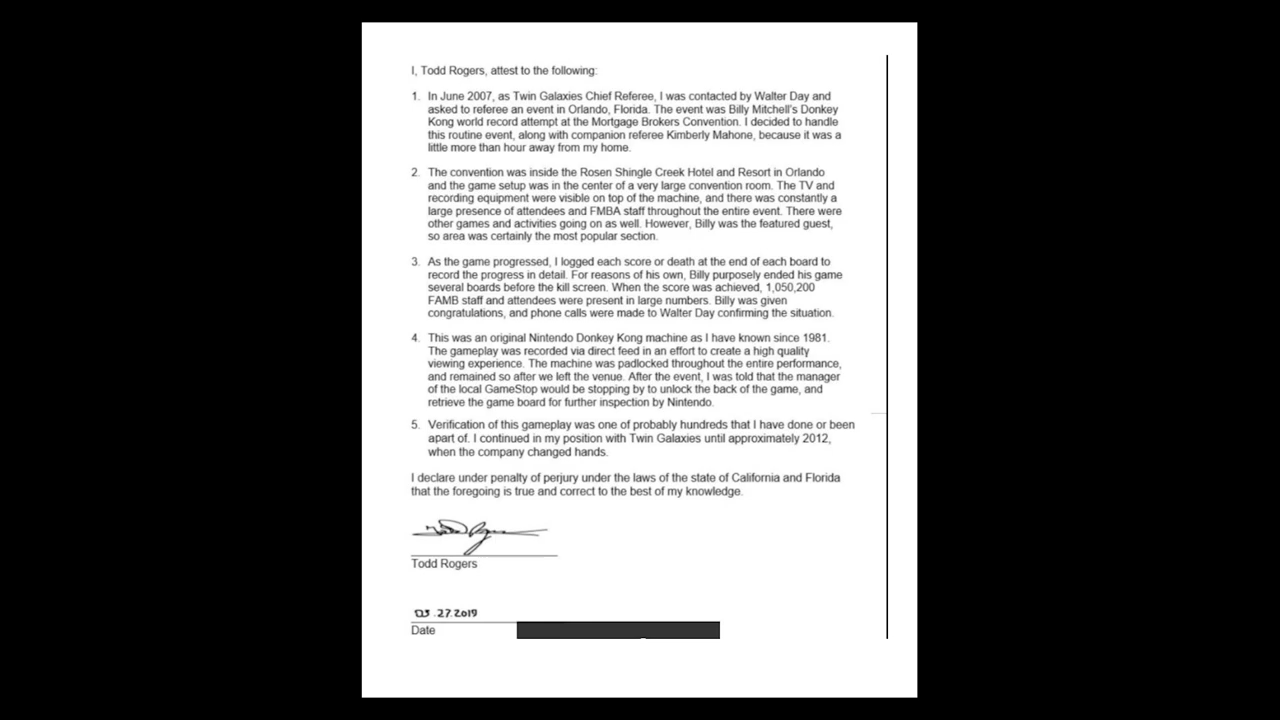 I, Todd Rogers, attest to the following:
1. In June 2007, as Twin Galaxies Chief Referee, I was contacted by Walter Day and
asked to referee an event in Orlando, Florida. The event was Billy Mitchell's Donkey
Kong world record attempt at the Mortgage Brokers Convention. I decided to handle
this routine event, along with companion referee Kimberly Mahone, because it was a
little more than hour away from my home.
2. The convention was inside the Rosen Shingle Creek Hotel and Resort in Orlando
and the game setup was in the center of a very large convention room. The TV and
recording equipment were visible on top of the machine, and there was constantly a
large presence of attendees and FMBA staff throughout the entire event. There were
other games and activities going on as well. However, Billy was the featured guest,
so area was certainly the most popular section.
3. As the game progressed, I logged each score or death at the end of each board to
record the progress in detail. For reasons of his own, Billy purposely ended his game
several boards before the kill screen. When the score was achieved, 1,050,200
FAMB staff and attendees were present in large numbers. Billy was given
congratulations, and phone calls were made to Walter Day confirming the situation.
4. This was an original Nintendo Donkey Kong machine as I have known since 1981.
The gameplay was recorded via direct feed in an effort to create a high quality
viewing experience. The machine was padlocked throughout the entire performance,
and remained so after we left the venue. After the event, I was told that the manager
of the local GameStop would be stopping by to unlock the back of the game, and
retrieve the game board for further inspection by Nintendo.
5. Verification of this gameplay was one of probably hundreds that I have done or been
apart of. I continued in my position with Twin Galaxies until approximately 2012,
when the company changed hands.
I declare under penalty of perjury under the laws of the state of California and Florida
that the foregoing is true and correct to the best of my knowledge.
Todd Rogers
Todd Rogers
27.2019
Date